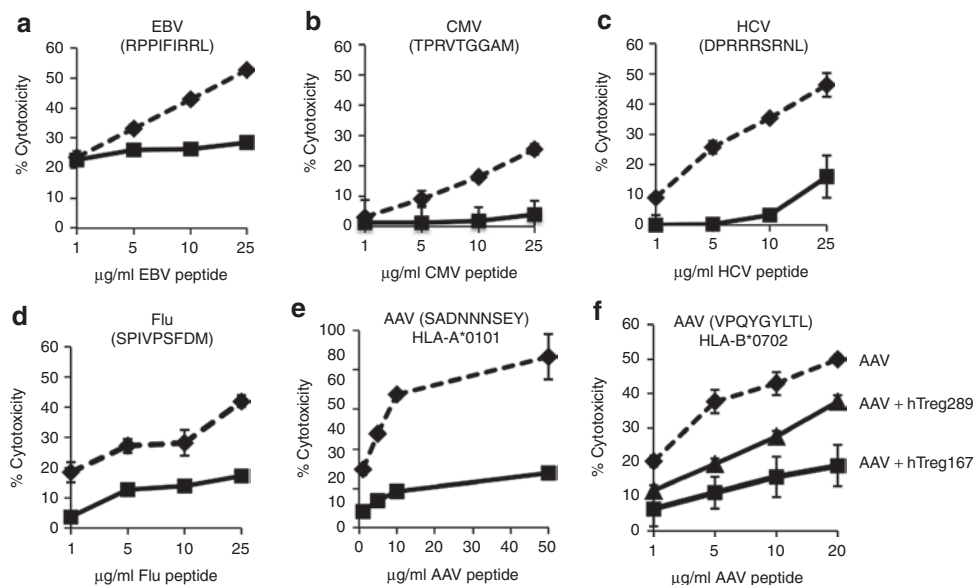 a
EBV
(RPPIFIRRL)
% Cytotoxicity
60
50
40
30
20
10
0
1 5 10 25
μg/ml EBV peptide
b
CMV
(TPRVTGGAM)
% Cytotoxicity
60
50
40
30
20
10
0
1 5 10 25
μg/ml CMV peptide
c
HCV
(DPRRRSRNL)
% Cytotoxicity
60
50
40
30
20
10
0
1 5 10 25
μg/ml HCV peptide
d
Flu
(SPIVPSFDM)
% Cytotoxicity
60
50
40
30
20
10
0
1 5 10 25
μg/ml Flu peptide
e
AAV (SADNNNSEY)
HLA-A*0101
% Cytotoxicity
100
80
70
60
50
40
30
20
10
0
0 10 20 30 40 50
μg/ml AAV peptide
f
AAV (VPQYGYLTL)
HLA-B*0702
% Cytotoxicity
60
50
40
30
20
10
0
1 5 10 20
μg/ml AAV peptide
AAV
AAV + hTreg289
AAV + hTreg167